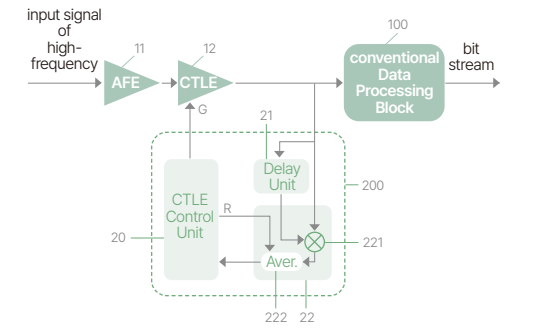 input signal
of
high-
frequency
11
AFE
12
CTLE
G
100
conventional
Data
Processing
Block
bit
stream
21
Delay
Unit
200
CTLE
Control
Unit
R
20
221
Aver.
222
22